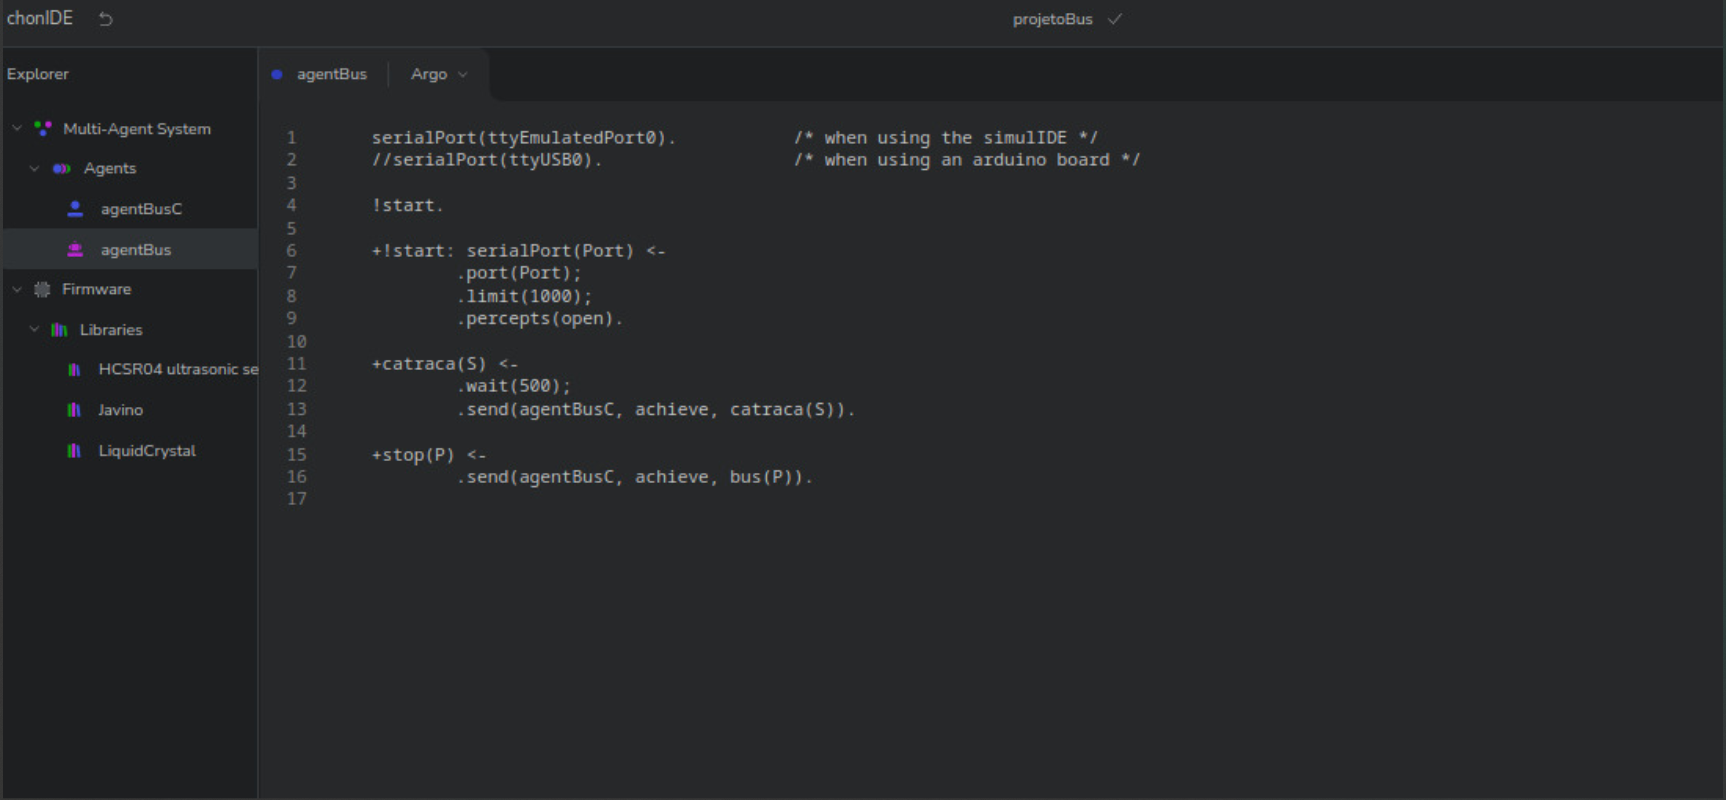 chonIDE
projetoBus
Explorer
Multi-Agent System
Agents
agentBusC
agentBus
Firmware
Libraries
HCSR04 ultrasonic se
Javino
LiquidCrystal
agentBus Argo
1 serialPort(ttyEmulatedPort0). /* when using the simulIDE */
2 //serialPort(ttyUSB0). /* when using an arduino board */
3
4 !start.
5
6 +!start: serialPort(Port) <-
7 .port(Port);
8 .limit(1000);
9 .percepts(open).
10
11 +catraca(S) <-
12 .wait(500);
13 .send(agentBusC, achieve, catraca(S)).
14
15 +stop(P) <-
16 .send(agentBusC, achieve, bus(P)).
17